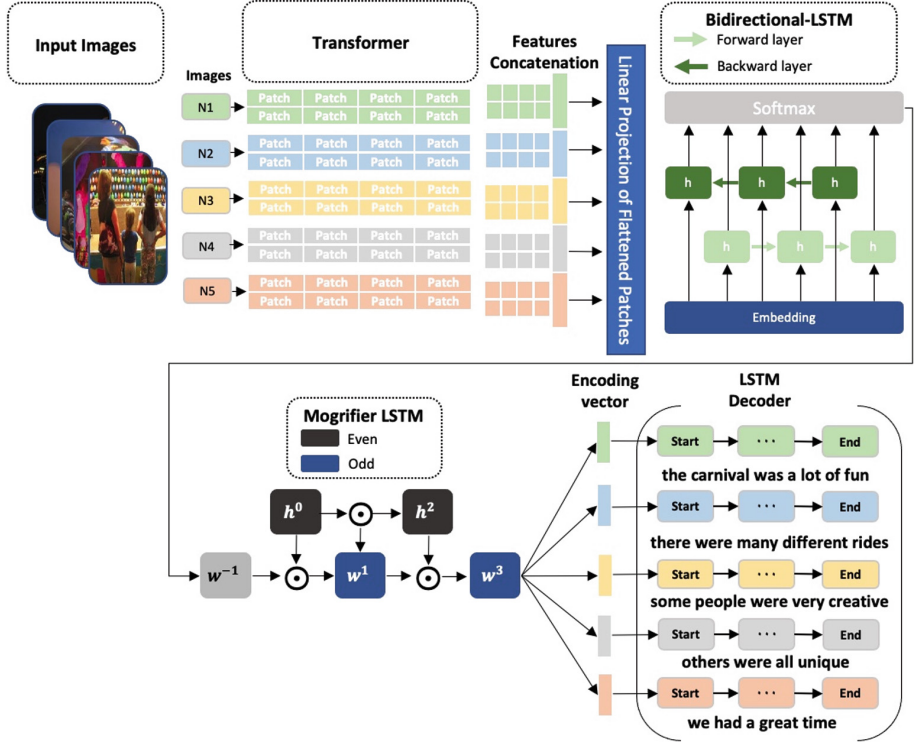 Input Images
Transformer
Features
Concatenation
Linear Projection of Flattened Patches
Bidirectional-LSTM
Forward layer
Backward layer
Images
N1
Patch Patch Patch Patch
Patch Patch Patch Patch
N2
Patch Patch Patch Patch
Patch Patch Patch Patch
N3
Patch Patch Patch Patch
Patch Patch Patch Patch
N4
Patch Patch Patch Patch
Patch Patch Patch Patch
N5
Patch Patch Patch Patch
Patch Patch Patch Patch
Softmax
h h h
h h h
Embedding
Mogrifier LSTM
Even
Odd
h⁰ h²
w⁻¹ w¹ w³
Encoding
vector
LSTM
Decoder
Start ... End
the carnival was a lot of fun
Start ... End
there were many different rides
Start ... End
some people were very creative
Start ... End
others were all unique
Start ... End
we had a great time